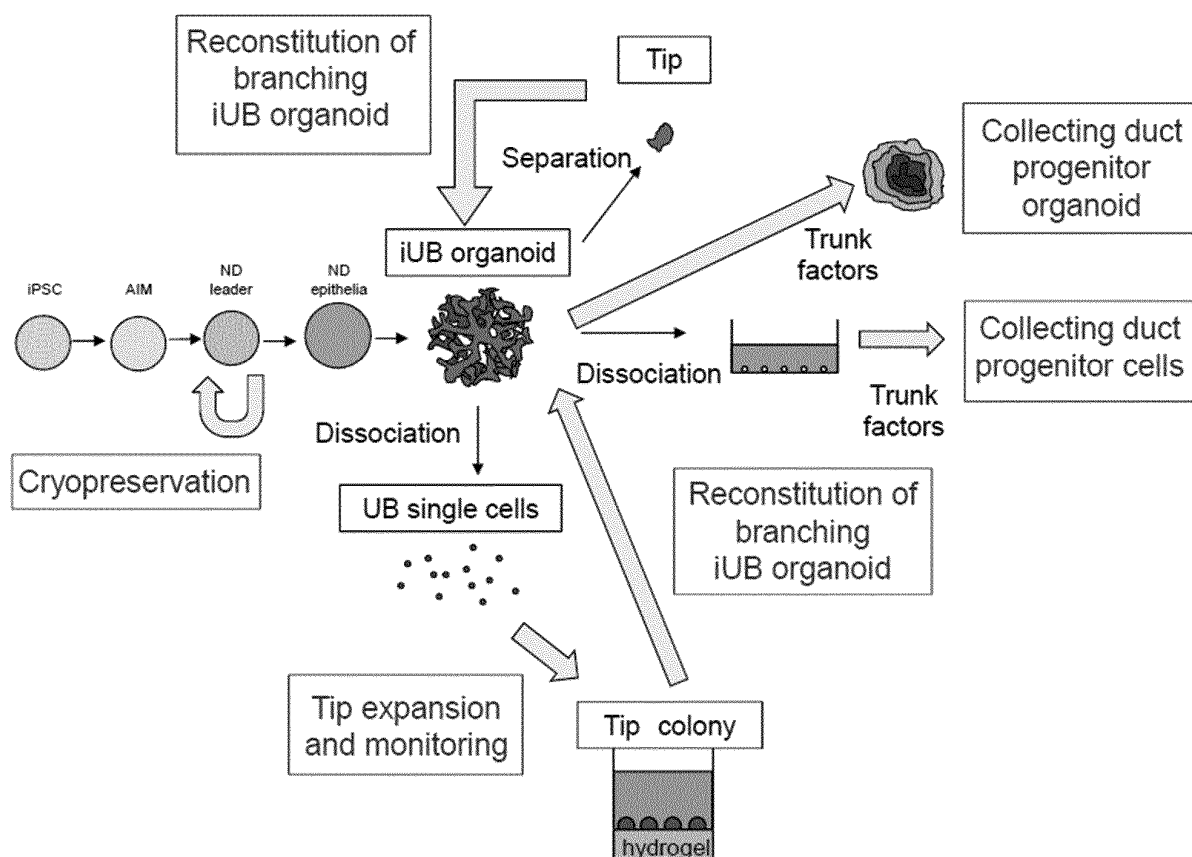 Reconstitution of
branching
iUB organoid
Tip
Separation
Collecting duct
progenitor
organoid
Trunk
factors
iUB organoid
iPSC
AIM
ND
leader
ND
epithelia
Dissociation
Collecting duct
progenitor cells
Trunk
factors
Dissociation
Cryopreservation
UB single cells
Reconstitution of
branching
iUB organoid
Tip expansion
and monitoring
Tip colony
hydrogel